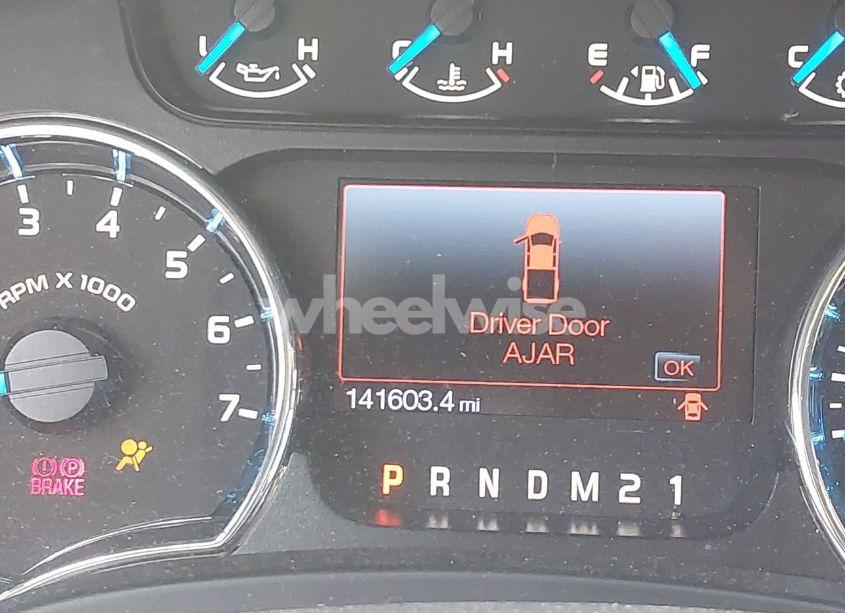 L H
C H
E F
C
3 4 5 6 7
RPM X 1000
wheelwise
Driver Door
AJAR
OK
141603.4 mi
(!) (P)
BRAKE
P R N D M 2 1